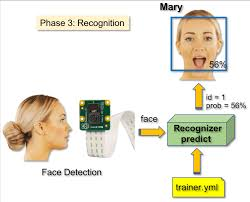 Mary
Phase 3: Recognition
56%
id = 1
prob = 56%
face
Recognizer
predict
Face Detection
trainer.yml